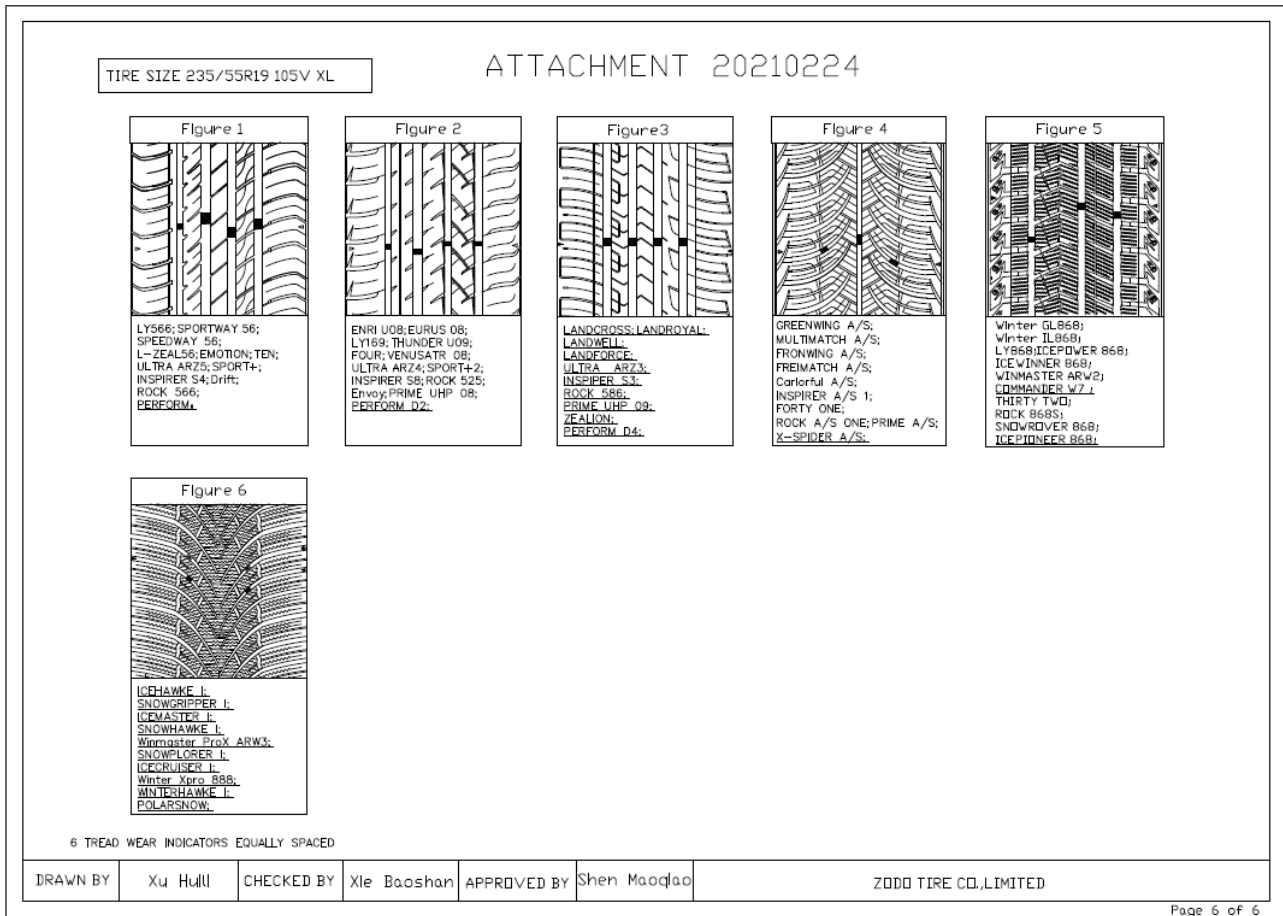 ATTACHMENT 20210224
TIRE SIZE 235/55R19 105V XL
Figure 1
LY566; SPORTWAY 56;
SPEEDWAY 56;
L-ZEAL56; EMOTION; TEN;
ULTRA ARZ5; SPORT+;
INSPIRER S4; Drift;
ROCK 566;
PERFORM.
Figure 2
ENRI U08; EURUS 08;
LY169; THUNDER U09;
FOUR; VENUSATR 08;
ULTRA ARZ4; SPORT+2;
INSPIRER S8; ROCK 525;
Envoy; PRIME UHP 08;
PERFORM D2;
Figure3
LANDCROSS; LANDROYAL;
LANDWELL;
LANDFORCE;
ULTRA ARZ3;
INSPIPER S3;
ROCK 586;
PRIME UHP 09;
ZEALION;
PERFORM D4;
Figure 4
GREENWING A/S;
MULTIMATCH A/S;
FRONWING A/S;
FREIMATCH A/S;
Carlorful A/S;
INSPIRER A/S 1;
FORTY ONE;
ROCK A/S ONE; PRIME A/S;
X-SPIDER A/S;
Figure 5
Winter GL868;
Winter IL868;
LY868; ICEPOWER 868;
ICEWINNER 868;
WINMASTER ARW2;
COMMANDER W7 ;
THIRTY TWO;
ROCK 868S;
SNOWROVER 868;
ICEPIONEER 868;
Figure 6
ICEHAWKE I;
SNOWGRIPPER I;
ICEMASTER I;
SNOWHAWKE I;
Winmaster ProX ARW3;
SNOWPLORER I;
ICECRUISER I;
Winter Xpro 888;
WINTERHAWKE I;
POLARSNOW;
6 TREAD WEAR INDICATORS EQUALLY SPACED
DRAWN BY Xu Huili CHECKED BY Xie Baoshan APPROVED BY Shen Maoqiao ZODO TIRE CO.,LIMITED
Page 6 of 6